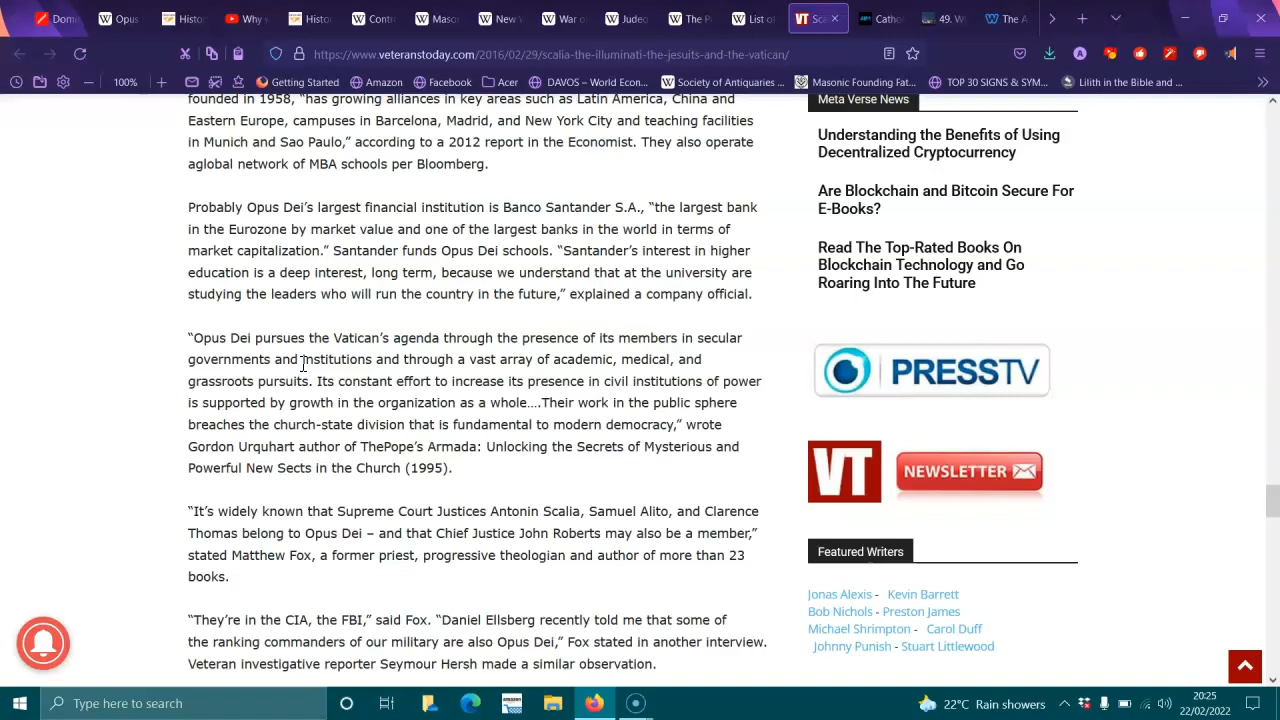 Domi
Opus
Histor
Why v
Histor
Contr
Maso
New V
War o
Judeo
The P
List of
Sca
Cathc
49. W
The A
https://www.veteranstoday.com/2016/02/29/scalia-the-illuminati-the-jesuits-and-the-vatican/
100%
Getting Started
Amazon
Facebook
Acer
DAVOS – World Econ...
Society of Antiquaries ...
Masonic Founding Fat...
TOP 30 SIGNS & SYM...
Lilith in the Bible and ...
founded in 1958, “has growing alliances in key areas such as Latin America, China and
Eastern Europe, campuses in Barcelona, Madrid, and New York City and teaching facilities
in Munich and Sao Paulo,” according to a 2012 report in the Economist. They also operate
aglobal network of MBA schools per Bloomberg.
Probably Opus Dei’s largest financial institution is Banco Santander S.A., “the largest bank
in the Eurozone by market value and one of the largest banks in the world in terms of
market capitalization.” Santander funds Opus Dei schools. “Santander’s interest in higher
education is a deep interest, long term, because we understand that at the university are
studying the leaders who will run the country in the future,” explained a company official.
“Opus Dei pursues the Vatican’s agenda through the presence of its members in secular
governments and institutions and through a vast array of academic, medical, and
grassroots pursuits. Its constant effort to increase its presence in civil institutions of power
is supported by growth in the organization as a whole….Their work in the public sphere
breaches the church-state division that is fundamental to modern democracy,” wrote
Gordon Urquhart author of ThePope’s Armada: Unlocking the Secrets of Mysterious and
Powerful New Sects in the Church (1995).
“It’s widely known that Supreme Court Justices Antonin Scalia, Samuel Alito, and Clarence
Thomas belong to Opus Dei – and that Chief Justice John Roberts may also be a member,”
stated Matthew Fox, a former priest, progressive theologian and author of more than 23
books.
“They’re in the CIA, the FBI,” said Fox. “Daniel Ellsberg recently told me that some of
the ranking commanders of our military are also Opus Dei,” Fox stated in another interview.
Veteran investigative reporter Seymour Hersh made a similar observation.
Meta Verse News
Understanding the Benefits of Using
Decentralized Cryptocurrency
Are Blockchain and Bitcoin Secure For
E-Books?
Read The Top-Rated Books On
Blockchain Technology and Go
Roaring Into The Future
PRESSTV
VT
NEWSLETTER
Featured Writers
Jonas Alexis - Kevin Barrett
Bob Nichols - Preston James
Michael Shrimpton - Carol Duff
Johnny Punish - Stuart Littlewood
Type here to search
amazon
22°C Rain showers
20:25
22/02/2022